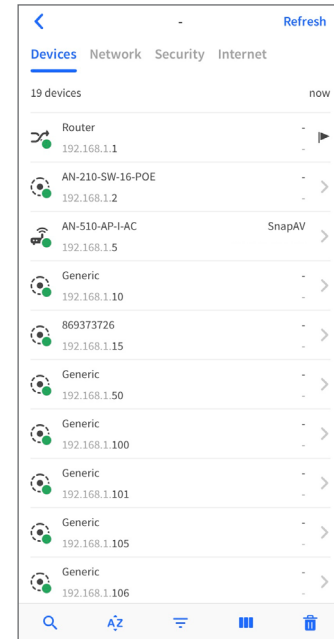 - Refresh
Devices Network Security Internet
19 devices now
Router -
192.168.1.1 -
AN-210-SW-16-POE -
192.168.1.2 -
AN-510-AP-I-AC SnapAV
192.168.1.5 -
Generic -
192.168.1.10 -
869373726 -
192.168.1.15 -
Generic -
192.168.1.50 -
Generic -
192.168.1.100 -
Generic -
192.168.1.101 -
Generic -
192.168.1.105 -
Generic -
192.168.1.106 -
AZ